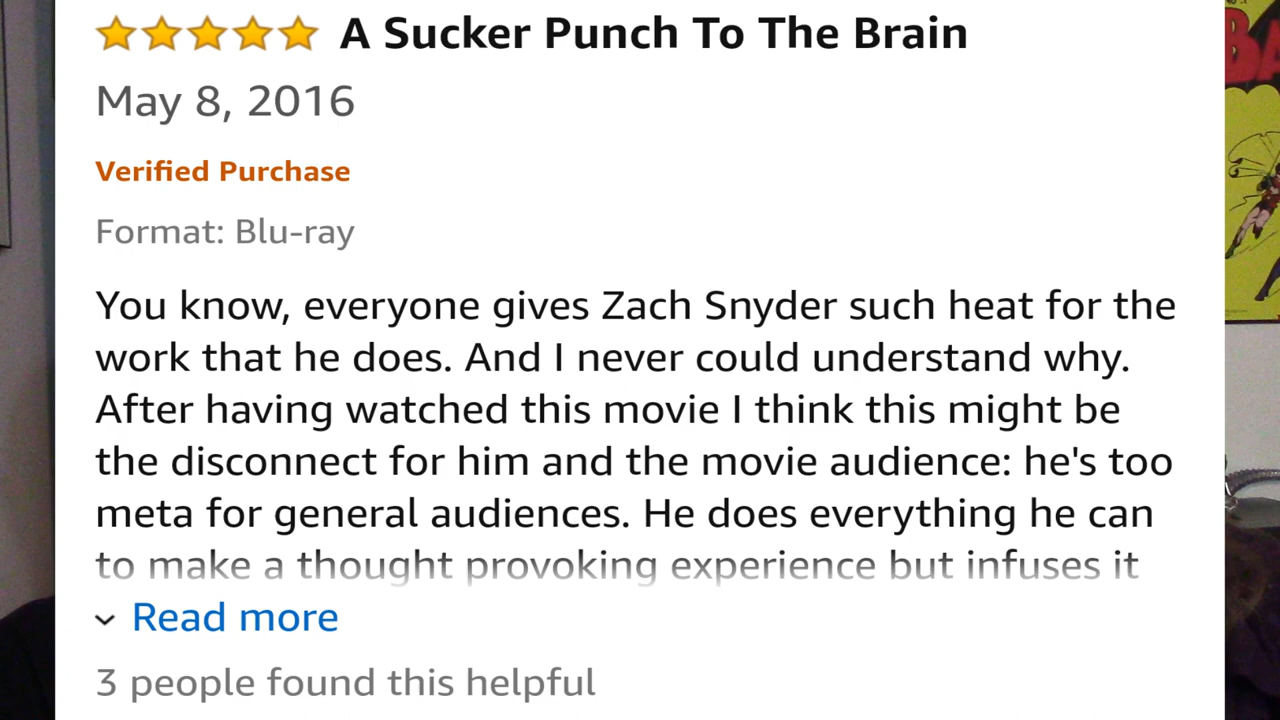 A Sucker Punch To The Brain
May 8, 2016
Verified Purchase
Format: Blu-ray
You know, everyone gives Zach Snyder such heat for the
work that he does. And I never could understand why.
After having watched this movie I think this might be
the disconnect for him and the movie audience: he's too
meta for general audiences. He does everything he can
to make a thought provoking experience but infuses it
Read more
3 people found this helpful
BA